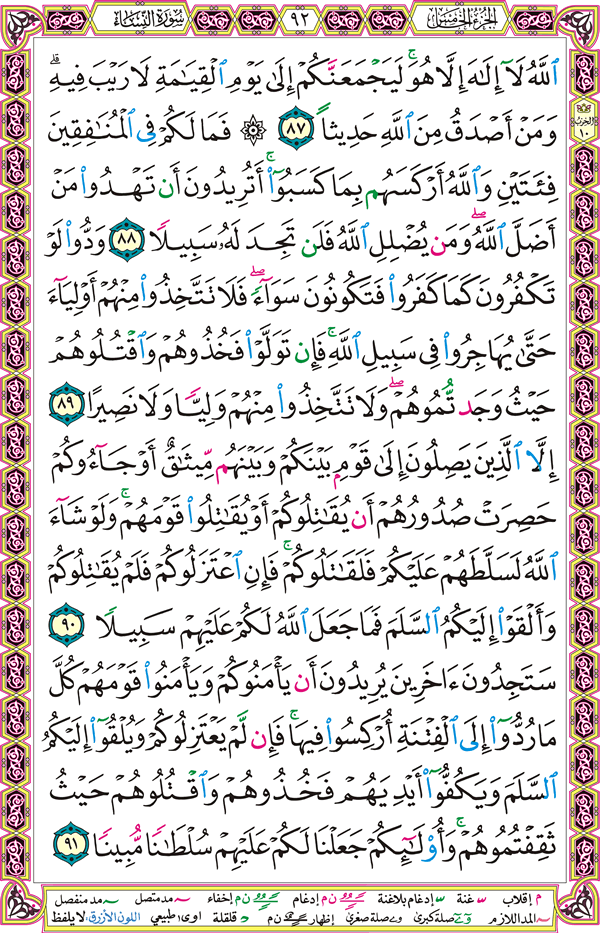 سورة النساء ٩٢ الجزء الخامس
ٱللَّهُ لَآ إِلَٰهَ إِلَّا هُوَۚ لَيَجْمَعَنَّكُمْ إِلَىٰ يَوْمِ ٱلْقِيَٰمَةِ لَا رَيْبَ فِيهِۗ
الحزب ١٠
وَمَنْ أَصْدَقُ مِنَ ٱللَّهِ حَدِيثًا ٨٧ ۞ فَمَا لَكُمْ فِى ٱلْمُنَٰفِقِينَ
فِئَتَيْنِ وَٱللَّهُ أَرْكَسَهُم بِمَا كَسَبُوٓا۟ۚ أَتُرِيدُونَ أَن تَهْدُوا۟ مَنْ
أَضَلَّ ٱللَّهُۖ وَمَن يُضْلِلِ ٱللَّهُ فَلَن تَجِدَ لَهُۥ سَبِيلًا ٨٨ وَدُّوا۟ لَوْ
تَكْفُرُونَ كَمَا كَفَرُوا۟ فَتَكُونُونَ سَوَآءًۖ فَلَا تَتَّخِذُوا۟ مِنْهُمْ أَوْلِيَآءَ
حَتَّىٰ يُهَاجِرُوا۟ فِى سَبِيلِ ٱللَّهِۚ فَإِن تَوَلَّوْا۟ فَخُذُوهُمْ وَٱقْتُلُوهُمْ
حَيْثُ وَجَدتُّمُوهُمْۖ وَلَا تَتَّخِذُوا۟ مِنْهُمْ وَلِيًّا وَلَا نَصِيرًا ٨٩
إِلَّا ٱلَّذِينَ يَصِلُونَ إِلَىٰ قَوْمٍۭ بَيْنَكُمْ وَبَيْنَهُم مِّيثَٰقٌ أَوْ جَآءُوكُمْ
حَصِرَتْ صُدُورُهُمْ أَن يُقَٰتِلُوكُمْ أَوْ يُقَٰتِلُوا۟ قَوْمَهُمْۚ وَلَوْ شَآءَ
ٱللَّهُ لَسَلَّطَهُمْ عَلَيْكُمْ فَلَقَٰتَلُوكُمْۚ فَإِنِ ٱعْتَزَلُوكُمْ فَلَمْ يُقَٰتِلُوكُمْ
وَأَلْقَوْا۟ إِلَيْكُمُ ٱلسَّلَمَ فَمَا جَعَلَ ٱللَّهُ لَكُمْ عَلَيْهِمْ سَبِيلًا ٩٠
سَتَجِدُونَ ءَاخَرِينَ يُرِيدُونَ أَن يَأْمَنُوكُمْ وَيَأْمَنُوا۟ قَوْمَهُمْ كُلَّ
مَا رُدُّوٓا۟ إِلَى ٱلْفِتْنَةِ أُرْكِسُوا۟ فِيهَاۚ فَإِن لَّمْ يَعْتَزِلُوكُمْ وَيُلْقُوٓا۟ إِلَيْكُمُ
ٱلسَّلَمَ وَيَكُفُّوٓا۟ أَيْدِيَهُمْ فَخُذُوهُمْ وَٱقْتُلُوهُمْ حَيْثُ
ثَقِفْتُمُوهُمْۚ وَأُو۟لَٰٓئِكُمْ جَعَلْنَا لَكُمْ عَلَيْهِمْ سُلْطَٰنًا مُّبِينًا ٩١
م إقلاب غنة إدغام بلاغنة ن م إدغام ن م إخفاء مد متصل مد منفصل
المد اللازم صلة كبرى و ے صلة صغرى إظهار ن م د قلقلة اوى طبيعي اللون الأزرق: لا يلفظ